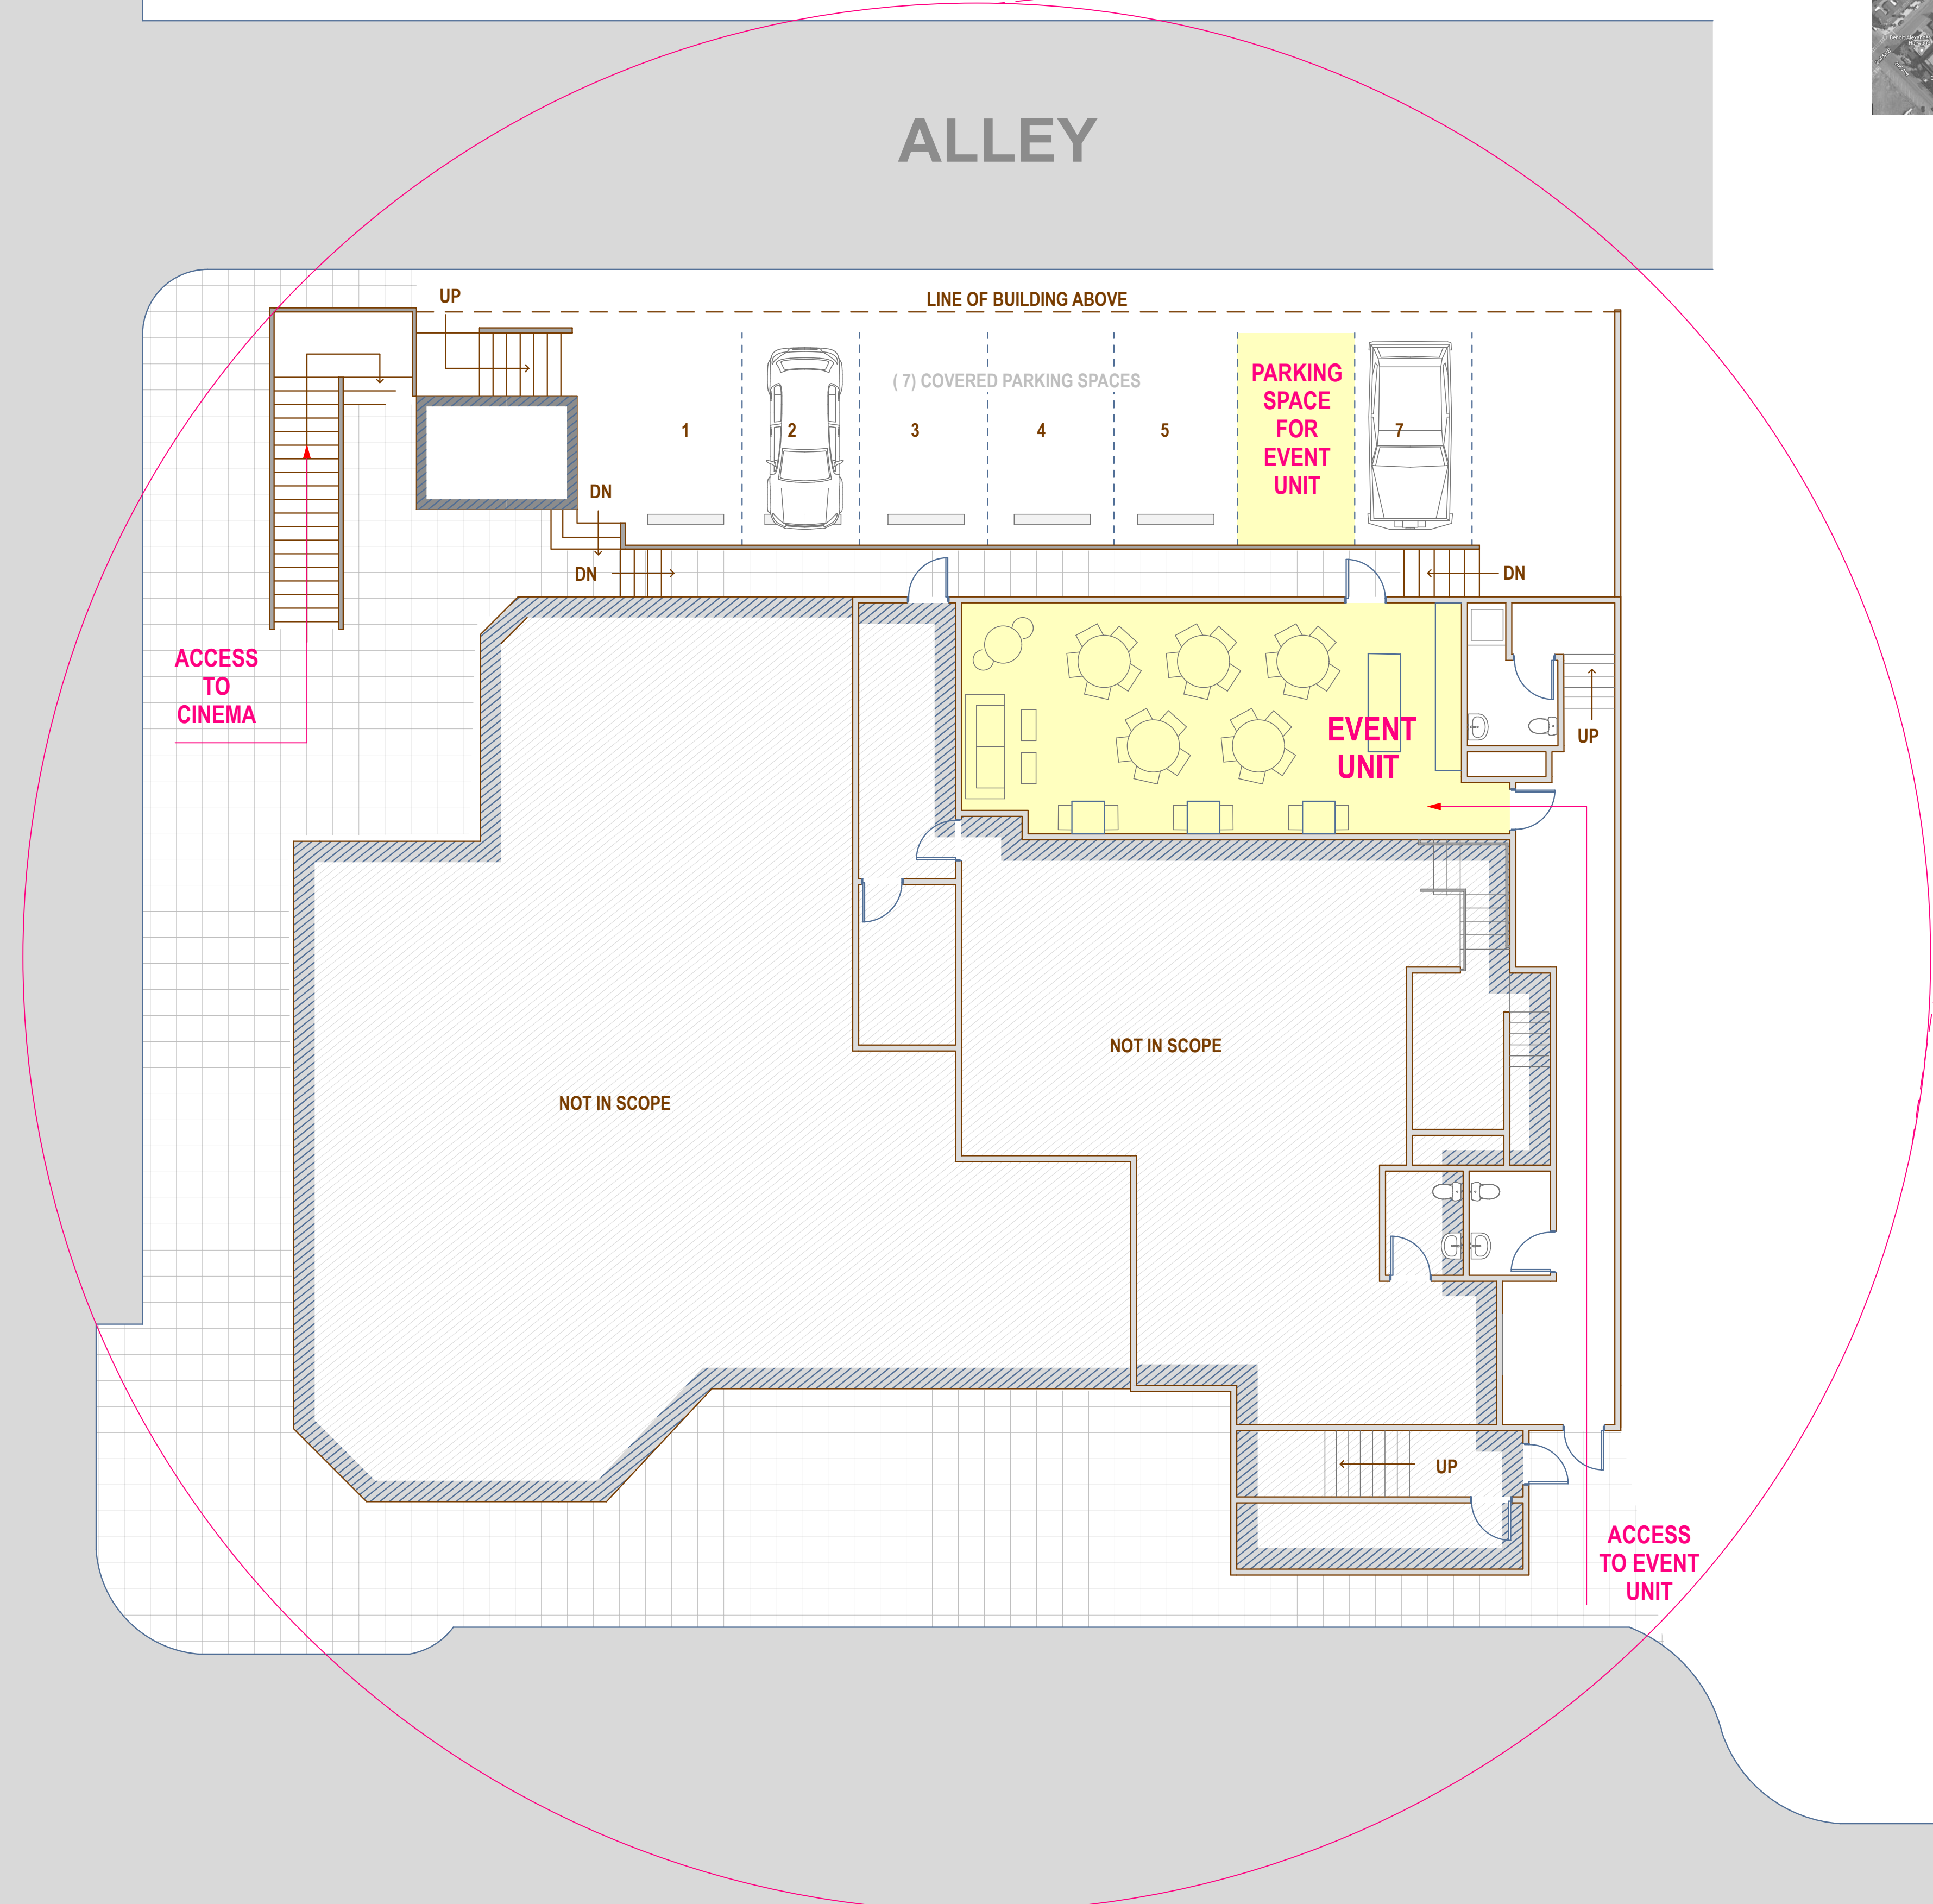 ALLEY
UP
LINE OF BUILDING ABOVE
( 7) COVERED PARKING SPACES
1
2
3
4
5
PARKING
SPACE
FOR
EVENT
UNIT
7
DN
DN
DN
ACCESS
TO
CINEMA
EVENT
UNIT
UP
NOT IN SCOPE
NOT IN SCOPE
UP
ACCESS
TO EVENT
UNIT